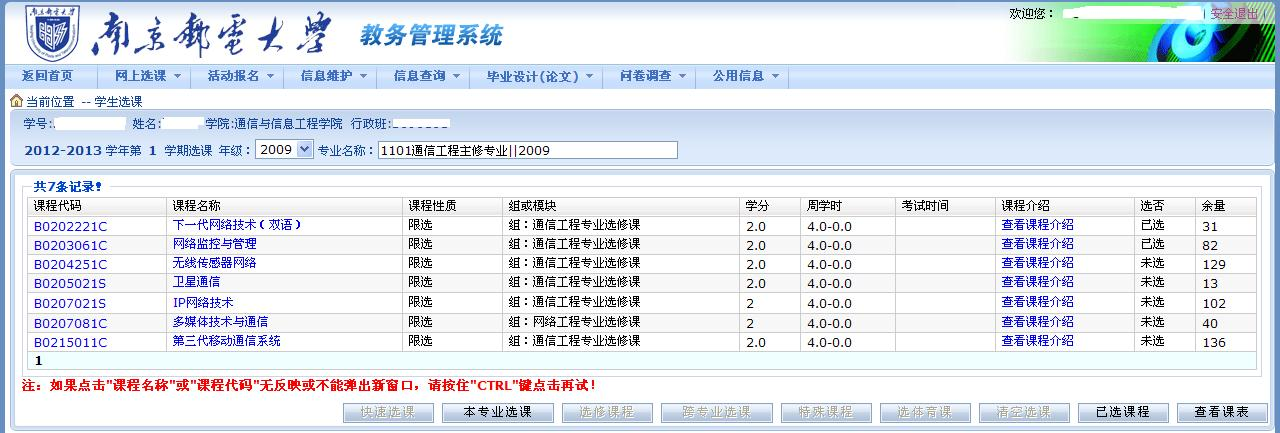 南京郵電大學 教务管理系统
欢迎您： 安全退出
返回首页 网上选课 活动报名 信息维护 信息查询 毕业设计(论文) 问卷调查 公用信息
当前位置 -- 学生选课
学号: 姓名: 学院:通信与信息工程学院 行政班:
2012-2013 学年第 1 学期选课 年级： 2009 专业名称： 1101通信工程主修专业||2009
共7条记录!
课程代码 课程名称 课程性质 组或模块 学分 周学时 考试时间 课程介绍 选否 余量
B0202221C 下一代网络技术（双语） 限选 组：通信工程专业选修课 2.0 4.0-0.0 查看课程介绍 已选 31
B0203061C 网络监控与管理 限选 组：通信工程专业选修课 2.0 4.0-0.0 查看课程介绍 已选 82
B0204251C 无线传感器网络 限选 组：通信工程专业选修课 2.0 4.0-0.0 查看课程介绍 未选 129
B0205021S 卫星通信 限选 组：通信工程专业选修课 2.0 4.0-0.0 查看课程介绍 未选 13
B0207021S IP网络技术 限选 组：通信工程专业选修课 2 4.0-0.0 查看课程介绍 未选 102
B0207081C 多媒体技术与通信 限选 组：网络工程专业选修课 2 4.0-0.0 查看课程介绍 未选 40
B0215011C 第三代移动通信系统 限选 组：通信工程专业选修课 2.0 4.0-0.0 查看课程介绍 未选 136
1
注：如果点击"课程名称"或"课程代码"无反映或不能弹出新窗口，请按住"CTRL"键点击再试！
快速选课 本专业选课 选修课程 跨专业选课 特殊课程 选体育课 清空选课 已选课程 查看课表